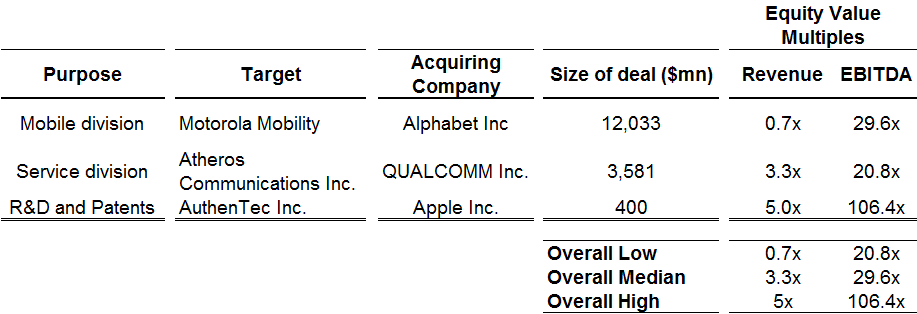 Equity Value
Multiples
Purpose Target Acquiring Company Size of deal ($mn) Revenue EBITDA
Mobile division Motorola Mobility Alphabet Inc 12,033 0.7x 29.6x
Service division Atheros Communications Inc. QUALCOMM Inc. 3,581 3.3x 20.8x
R&D and Patents AuthenTec Inc. Apple Inc. 400 5.0x 106.4x
Overall Low 0.7x 20.8x
Overall Median 3.3x 29.6x
Overall High 5x 106.4x